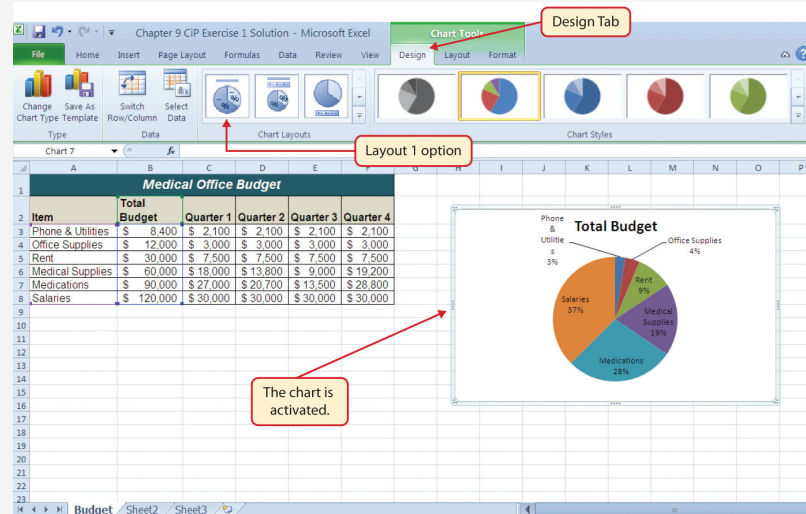 Design Tab
Chapter 9 CiP Exercise 1 Solution - Microsoft Excel
Chart Tools
File Home Insert Page Layout Formulas Data Review View Design Layout Format
Change Chart Type
Save As Template
Switch Row/Column
Select Data
Type Data Chart Layouts Chart Styles
Layout 1 option
Chart 7 fx
A B C D E F G H I J K L M N O P
1 Medical Office Budget
2 Item Total Budget Quarter 1 Quarter 2 Quarter 3 Quarter 4
3 Phone & Utilities $ 8,400 $ 2,100 $ 2,100 $ 2,100 $ 2,100
4 Office Supplies $ 12,000 $ 3,000 $ 3,000 $ 3,000 $ 3,000
5 Rent $ 30,000 $ 7,500 $ 7,500 $ 7,500 $ 7,500
6 Medical Supplies $ 60,000 $ 18,000 $ 13,800 $ 9,000 $ 19,200
7 Medications $ 90,000 $ 27,000 $ 20,700 $ 13,500 $ 28,800
8 Salaries $ 120,000 $ 30,000 $ 30,000 $ 30,000 $ 30,000
9
10
11
12
13
14
15
16
17
18
19
20
21
22
23
Total Budget
Phone
&
Utilitie
s
3%
Office Supplies
4%
Rent
9%
Medical
Supplies
19%
Medications
28%
Salaries
37%
The chart is
activated.
Budget Sheet2 Sheet3